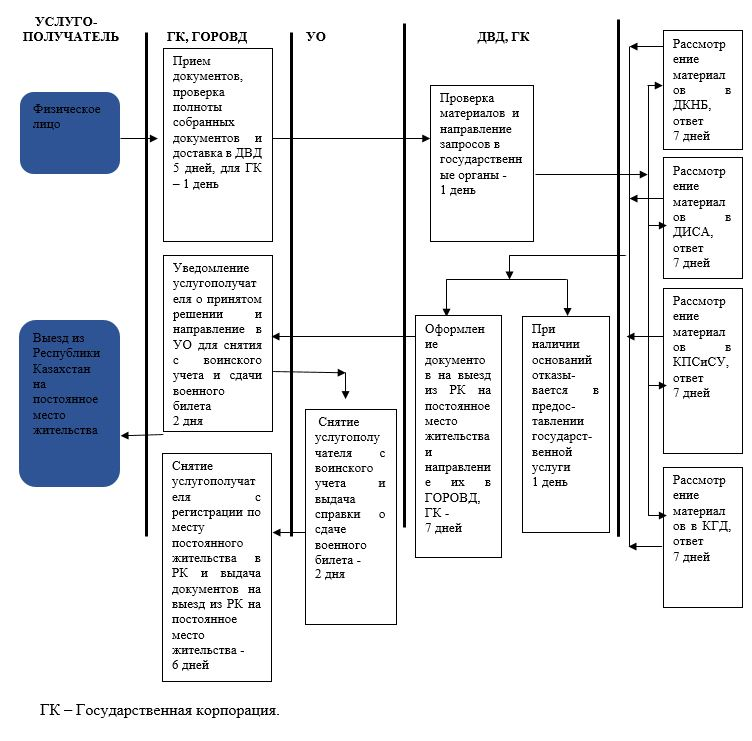 УСЛУГО-
ПОЛУЧАТЕЛЬ
ГК, ГОРОВД
УО
ДВД, ГК
Физическое
лицо
Выезд из
Республики
Казахстан
на
постоянное
место
жительства
Прием
документов,
проверка
полноты
собранных
документов и
доставка в ДВД
5 дней, для ГК
– 1 день
Уведомление
услугополучат
еля о принятом
решении и
направление в
УО для снятия
с воинского
учета и сдачи
военного
билета
2 дня
Снятие
услугополучат
еля с
регистрации по
месту
постоянного
жительства в
РК и выдача
документов на
выезд из РК на
постоянное
место
жительства -
6 дней
Снятие
услугополу
чателя с
воинского
учета и
выдача
справки о
сдаче
военного
билета -
2 дня
Проверка
материалов и
направление
запросов в
государственн
ые органы -
1 день
Оформлен
ие
документо
в на выезд
из РК на
постоянное
место
жительства
и
направлени
е их в
ГОРОВД,
ГК -
7 дней
При
наличии
оснований
отказы-
вается в
предос-
тавлении
государст-
венной
услуги
1 день
Рассмотр
ение
материал
ов в
ДКНБ,
ответ
7 дней
Рассмотр
ение
материал
ов в
ДИСА,
ответ
7 дней
Рассмотр
ение
материал
ов в
КПСиСУ,
ответ
7 дней
Рассмотр
ение
материал
ов в КГД,
ответ
7 дней
ГК – Государственная корпорация.